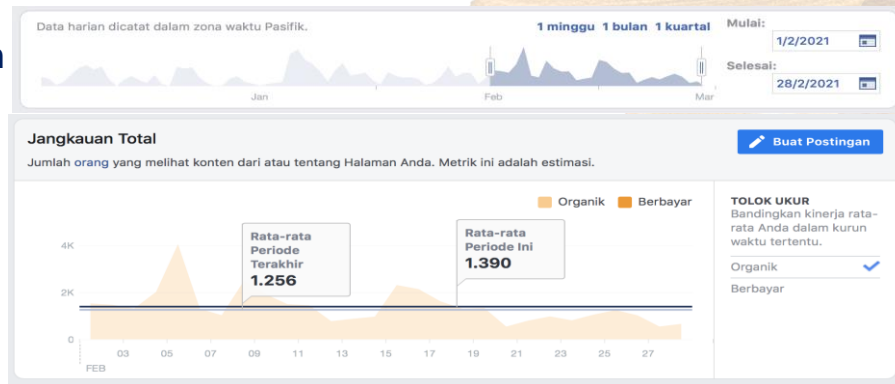 Data harian dicatat dalam zona waktu Pasifik.
1 minggu 1 bulan 1 kuartal
Mulai:
1/2/2021
Selesai:
28/2/2021
Jan
Feb
Mar
Jangkauan Total
Jumlah orang yang melihat konten dari atau tentang Halaman Anda. Metrik ini adalah estimasi.
Buat Postingan
Organik
Berbayar
4K
2K
0
Rata-rata
Periode
Terakhir
1.256
Rata-rata
Periode Ini
1.390
03 05 07 09 11 13 15 17 19 21 23 25 27
FEB
TOLOK UKUR
Bandingkan kinerja rata-
rata Anda dalam kurun
waktu tertentu.
Organik
Berbayar